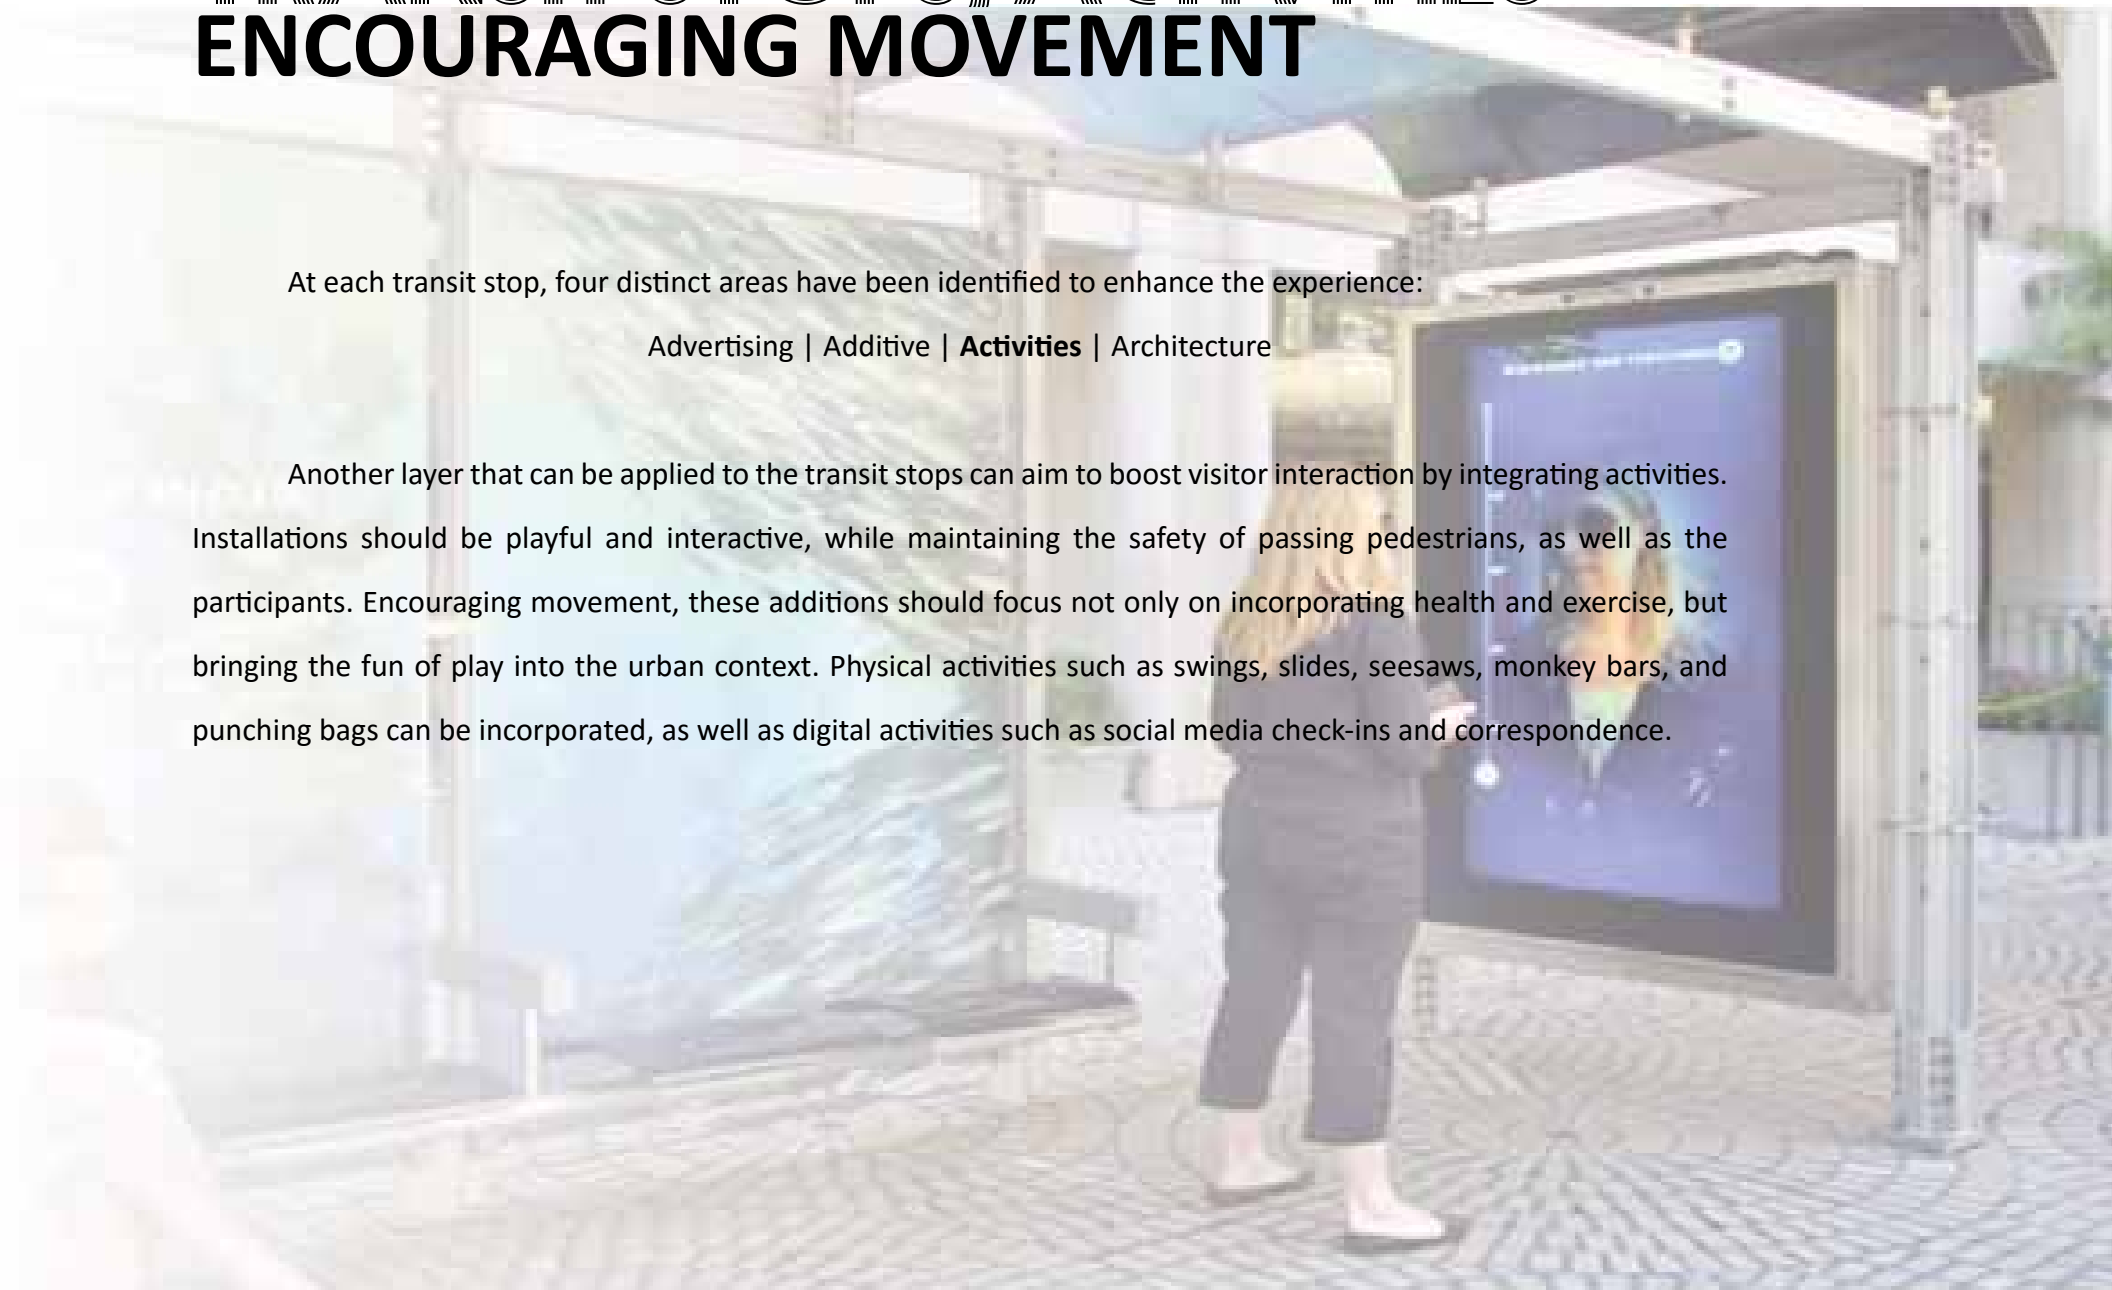 ENCOURAGING MOVEMENT
At each transit stop, four distinct areas have been identified to enhance the experience:
Advertising | Additive | Activities | Architecture
Another layer that can be applied to the transit stops can aim to boost visitor interaction by integrating activities.
Installations should be playful and interactive, while maintaining the safety of passing pedestrians, as well as the
participants. Encouraging movement, these additions should focus not only on incorporating health and exercise, but
bringing the fun of play into the urban context. Physical activities such as swings, slides, seesaws, monkey bars, and
punching bags can be incorporated, as well as digital activities such as social media check-ins and correspondence.